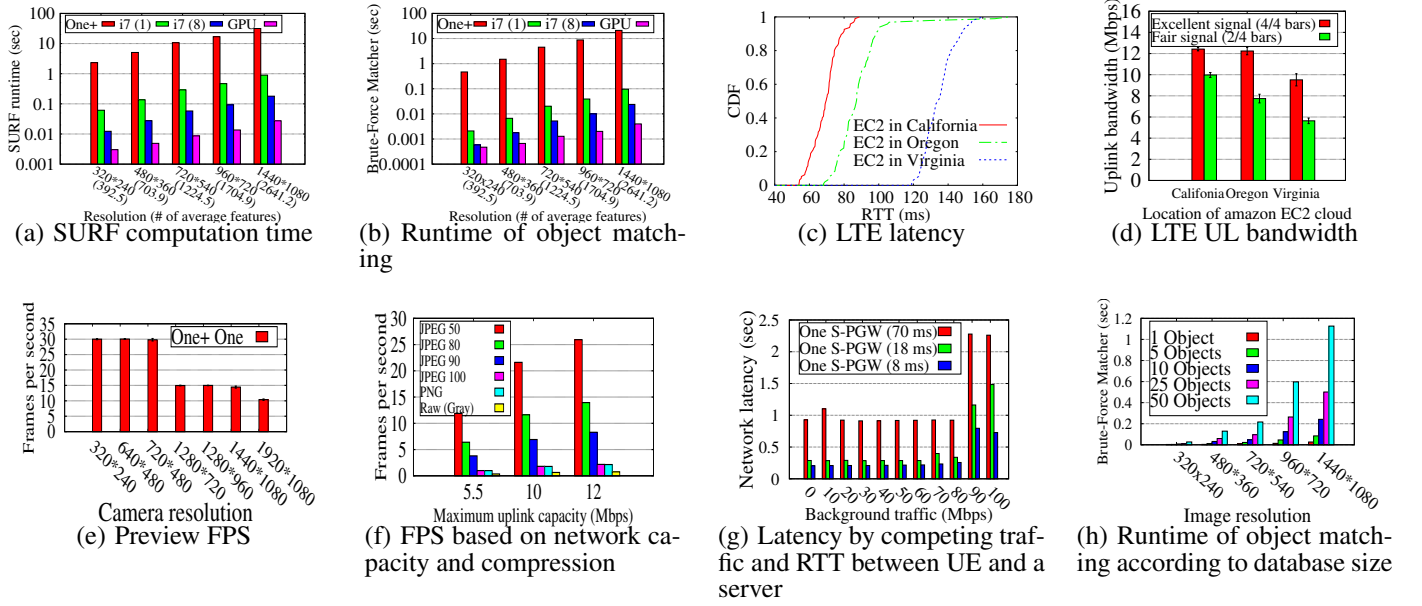 One+ i7 (1) i7 (8) GPU
SURF runtime (sec)
100
10
1
0.1
0.01
0.001
320*240 (392.5)
480*360 (703.9)
720*540 (1224.5)
960*720 (1704.9)
1440*1080 (2641.2)
Resolution (# of average features)
(a) SURF computation time
One+ i7 (1) i7 (8) GPU
Brute-Force Matcher (sec)
100
10
1
0.1
0.01
0.001
0.0001
320x240 (392.5)
480*360 (703.9)
720*540 (1224.5)
960*720 (1704.9)
1440*1080 (2641.2)
Resolution (# of average features)
(b) Runtime of object match-
ing
CDF
1
0.8
0.6
0.4
0.2
0
EC2 in California
EC2 in Oregon
EC2 in Virginia
40 60 80 100 120 140 160 180
RTT (ms)
(c) LTE latency
Uplink bandwidth (Mbps)
16
14
12
10
8
6
4
2
0
Excellent signal (4/4 bars)
Fair signal (2/4 bars)
Califonia Oregon Virginia
Location of amazon EC2 cloud
(d) LTE UL bandwidth
Frames per second
35
30
25
20
15
10
5
0
One+ One
320*240
640*480
720*480
1280*720
1280*960
1440*1080
1920*1080
Camera resolution
(e) Preview FPS
Frames per second
30
25
20
15
10
5
0
JPEG 50
JPEG 80
JPEG 90
JPEG 100
PNG
Raw (Gray)
5.5 10 12
Maximum uplink capacity (Mbps)
(f) FPS based on network ca-
pacity and compression
Network latency (sec)
2.5
2
1.5
1
0.5
0
One S-PGW (70 ms)
One S-PGW (18 ms)
One S-PGW (8 ms)
0 10 20 30 40 50 60 70 80 90 100
Background traffic (Mbps)
(g) Latency by competing traf-
fic and RTT between UE and a
server
Brute-Force Matcher (sec)
1.2
1
0.8
0.6
0.4
0.2
0
1 Object
5 Objects
10 Objects
25 Objects
50 Objects
320x240
480*360
720*540
960*720
1440*1080
Image resolution
(h) Runtime of object match-
ing according to database size